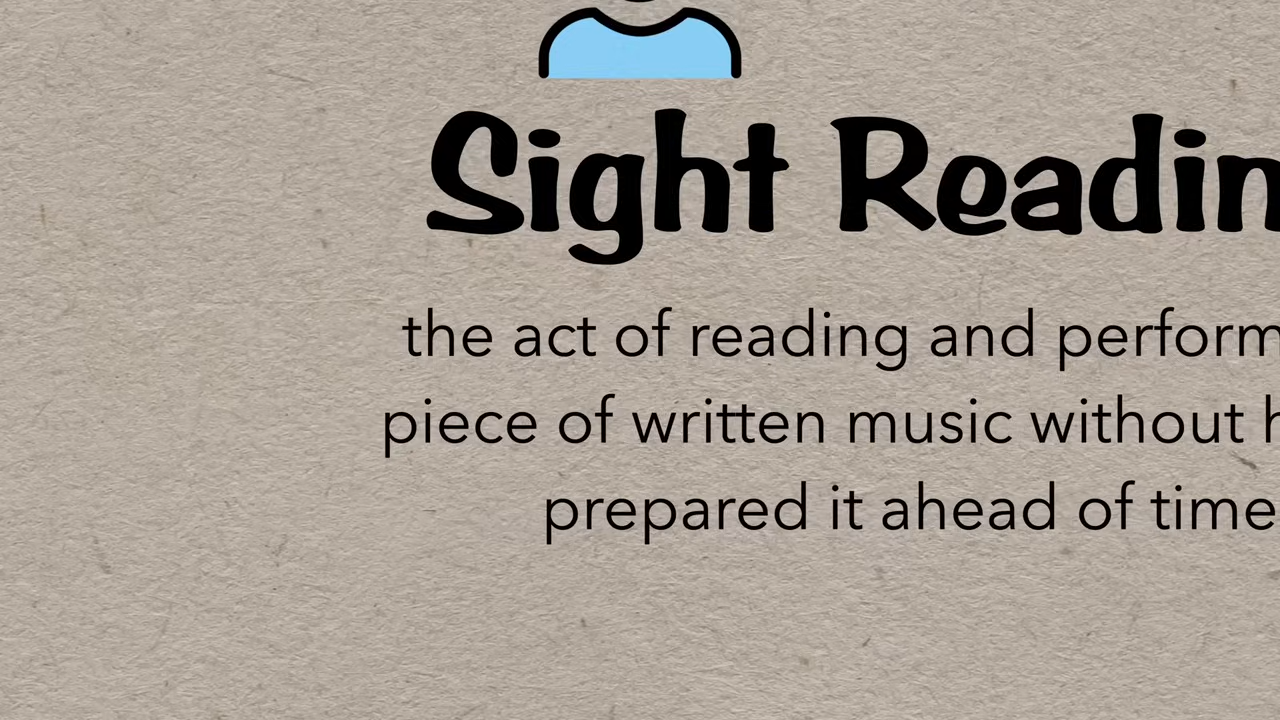 Sight Readin
the act of reading and perform
piece of written music without h
prepared it ahead of time